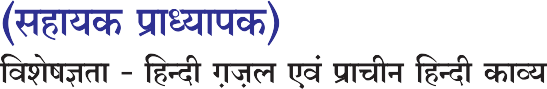 (सहायक प्राध्यापक)
विशेषज्ञता - हिन्दी ग़ज़ल एवं प्राचीन हिन्दी काव्य